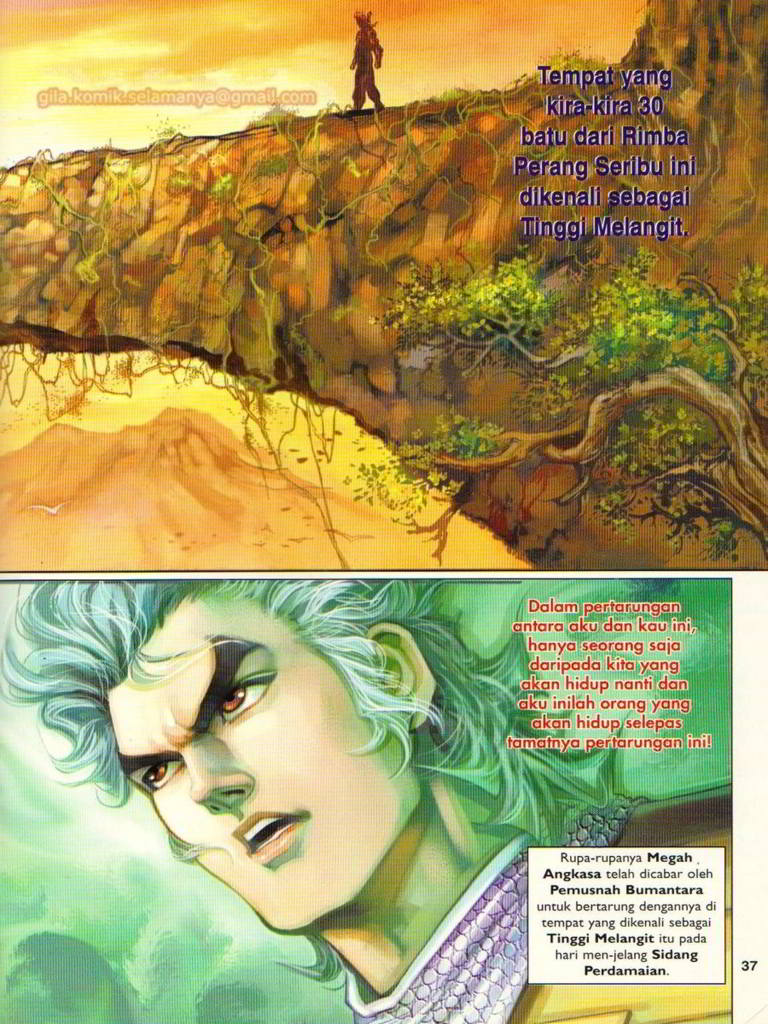 gila.komik.selamanya@gmail.com
Tempat yang
kira-kira 30
batu dari Rimba
Perang Seribu ini
dikenali sebagai
Tinggi Melangit.
Dalam pertarungan
antara aku dan kau ini,
hanya seorang saja
daripada kita yang
akan hidup nanti dan
aku inilah orang yang
akan hidup selepas
tamatnya pertarungan ini!
Rupa-rupanya Megah
Angkasa telah dicabar oleh
Pemusnah Bumantara
untuk bertarung dengannya di
tempat yang dikenali sebagai
Tinggi Melangit itu pada
hari men-jelang Sidang
Perdamaian.
37